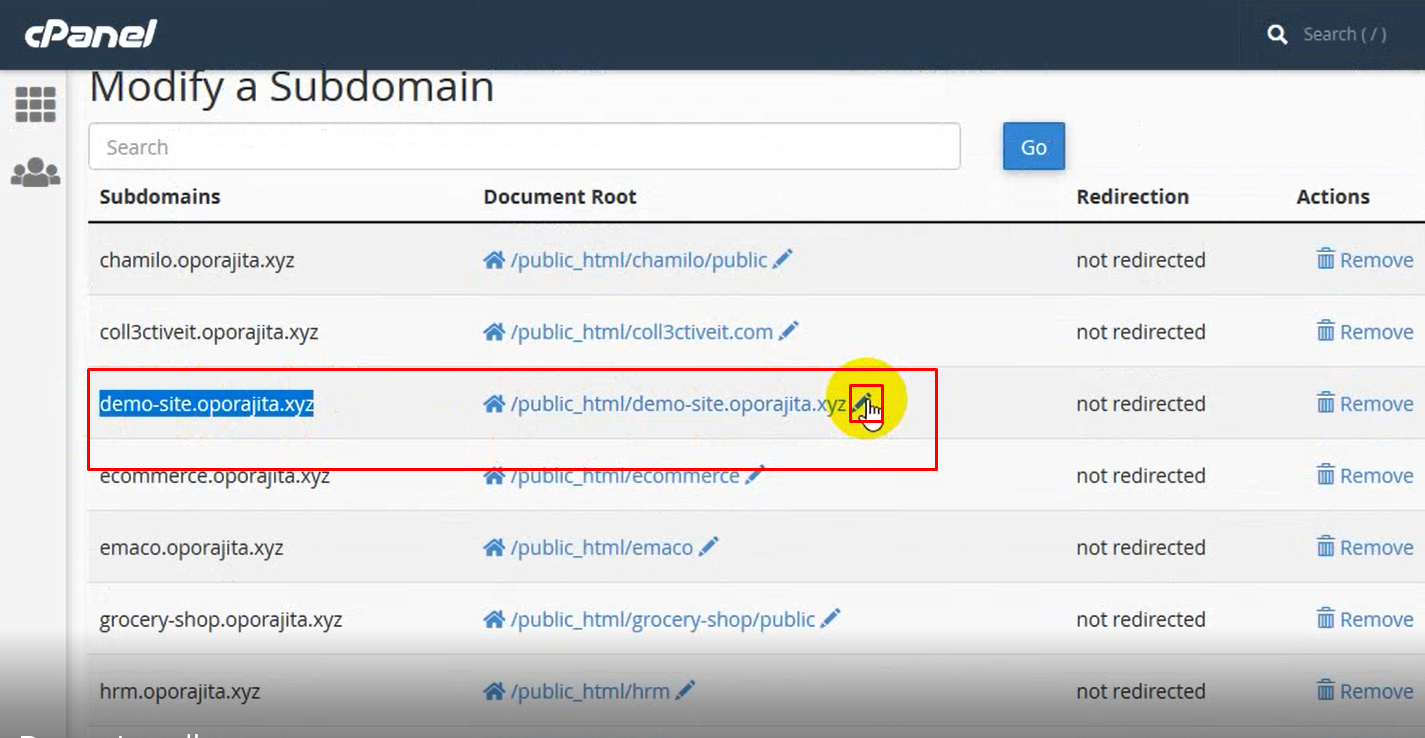 cPanel
Search ( / )
Modify a Subdomain
Search
Go
Subdomains Document Root Redirection Actions
chamilo.oporajita.xyz /public_html/chamilo/public not redirected Remove
coll3ctiveit.oporajita.xyz /public_html/coll3ctiveit.com not redirected Remove
demo-site.oporajita.xyz /public_html/demo-site.oporajita.xyz not redirected Remove
ecommerce.oporajita.xyz /public_html/ecommerce not redirected Remove
emaco.oporajita.xyz /public_html/emaco not redirected Remove
grocery-shop.oporajita.xyz /public_html/grocery-shop/public not redirected Remove
hrm.oporajita.xyz /public_html/hrm not redirected Remove